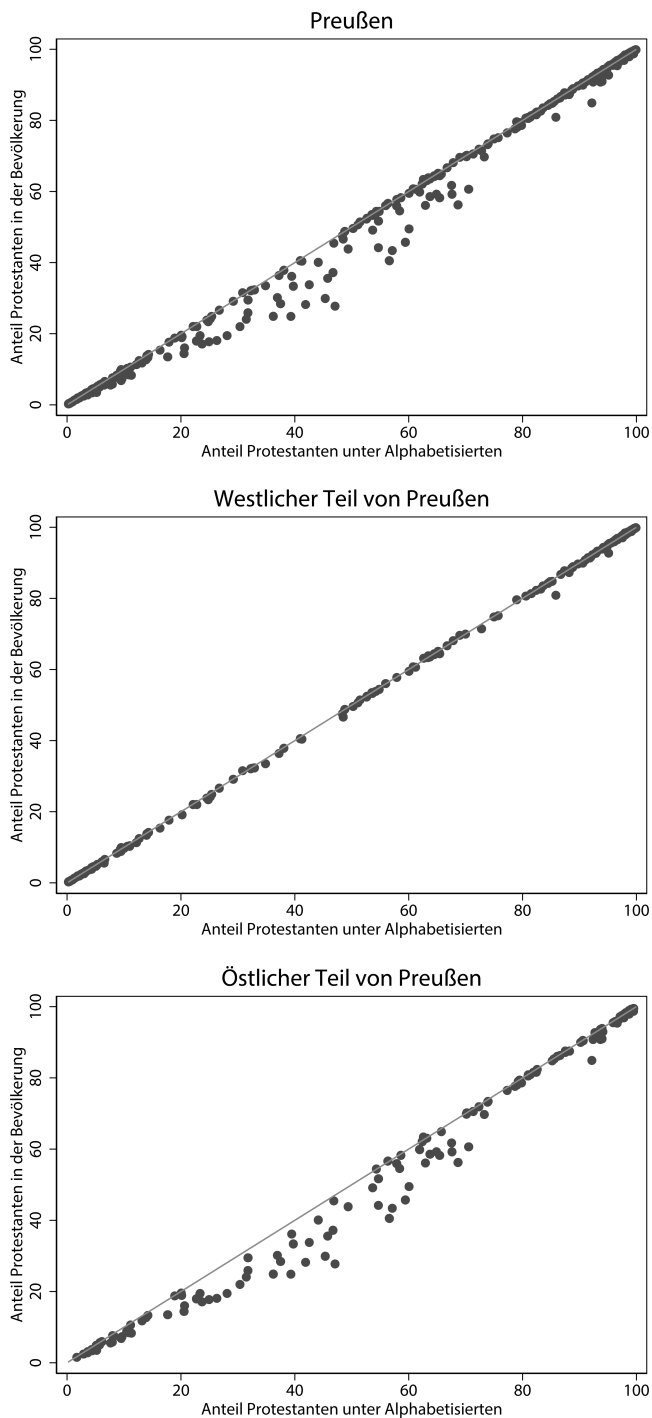 Preußen
Anteil Protestanten in der Bevölkerung
100
80
60
40
20
0
0 20 40 60 80 100
Anteil Protestanten unter Alphabetisierten
Westlicher Teil von Preußen
Anteil Protestanten in der Bevölkerung
100
80
60
40
20
0
0 20 40 60 80 100
Anteil Protestanten unter Alphabetisierten
Östlicher Teil von Preußen
Anteil Protestanten in der Bevölkerung
100
80
60
40
20
0
0 20 40 60 80 100
Anteil Protestanten unter Alphabetisierten